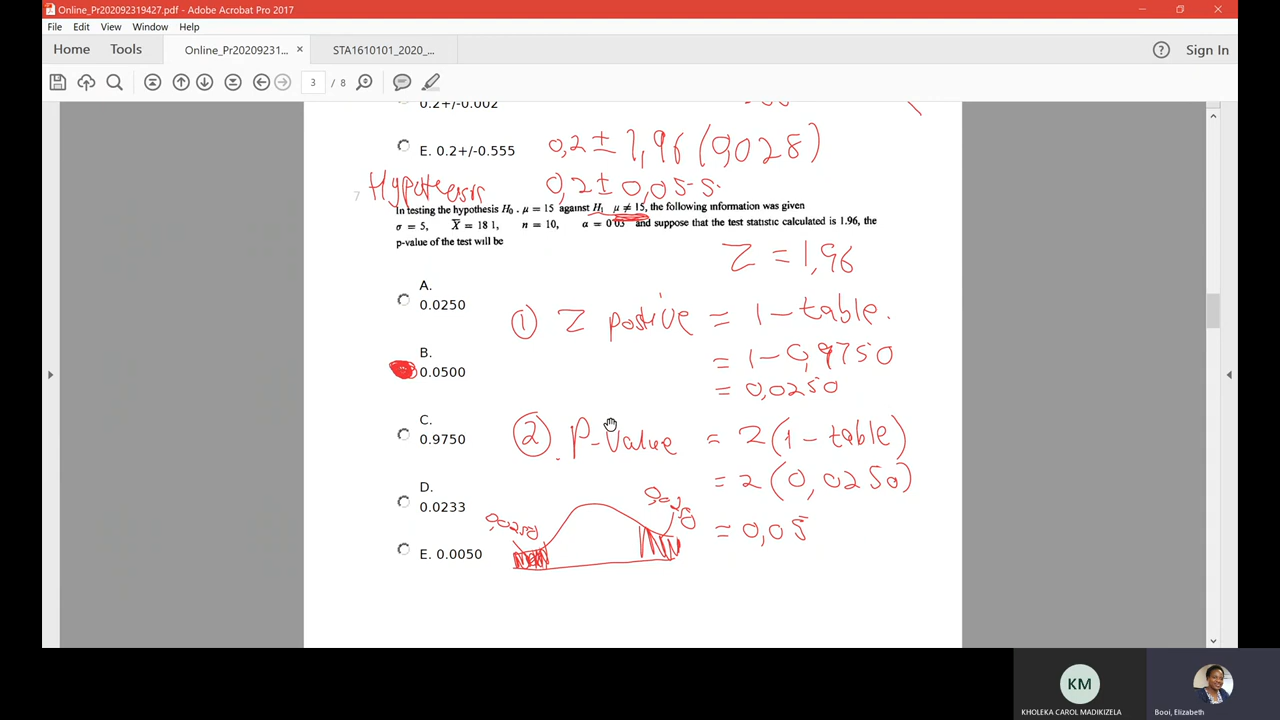 Online_Pr202092319427.pdf - Adobe Acrobat Pro 2017
File Edit View Window Help
Home Tools Online_Pr20209231... × STA1610101_2020_... ? Sign In
3 / 8
0.2+/-0.002
E. 0.2+/-0.555 0,2 ± 1,96 (0,028)
Hypothesis 0,2 ± 0,055
7
In testing the hypothesis H0 . μ = 15 against H1 μ ≠ 15, the following information was given
σ = 5, X̄ = 18 1, n = 10, α = 0 05 and suppose that the test statistic calculated is 1.96, the
p-value of the test will be
Z = 1,96
A.
0.0250
① Z postive = 1 - table.
= 1 - 0,9750
= 0,0250
B.
0.0500
C.
0.9750
② P-Value = 2(1 - table)
= 2(0,0250)
= 0,05
D.
0.0233
0,0250
E. 0.0050
KM
KHOLEKA CAROL MADIKIZELA
Booi, Elizabeth